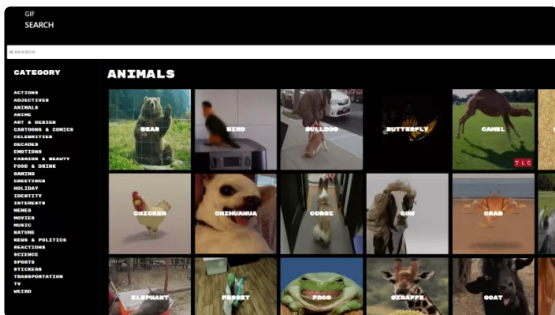 GIF
SEARCH
SEARCH
CATEGORY
ANIMALS
ACTIONS
ADJECTIVES
ANIMALS
ANIME
ART & DESIGN
CARTOONS & COMICS
CELEBRITIES
DECADES
EMOTIONS
FASHION & BEAUTY
FOOD & DRINK
GAMING
GREETINGS
HOLIDAY
IDENTITY
INTERESTS
MEMES
MOVIES
MUSIC
NATURE
NEWS & POLITICS
REACTIONS
SCIENCE
SPORTS
STICKERS
TRANSPORTATION
TV
WEIRD
BEAR
BIRD
BULLDOG
BUTTERFLY
CAMEL
TLC
CHICKEN
CHIHUAHUA
CORGI
COW
CRAB
ELEPHANT
FERRET
FROG
GIRAFFE
GOAT